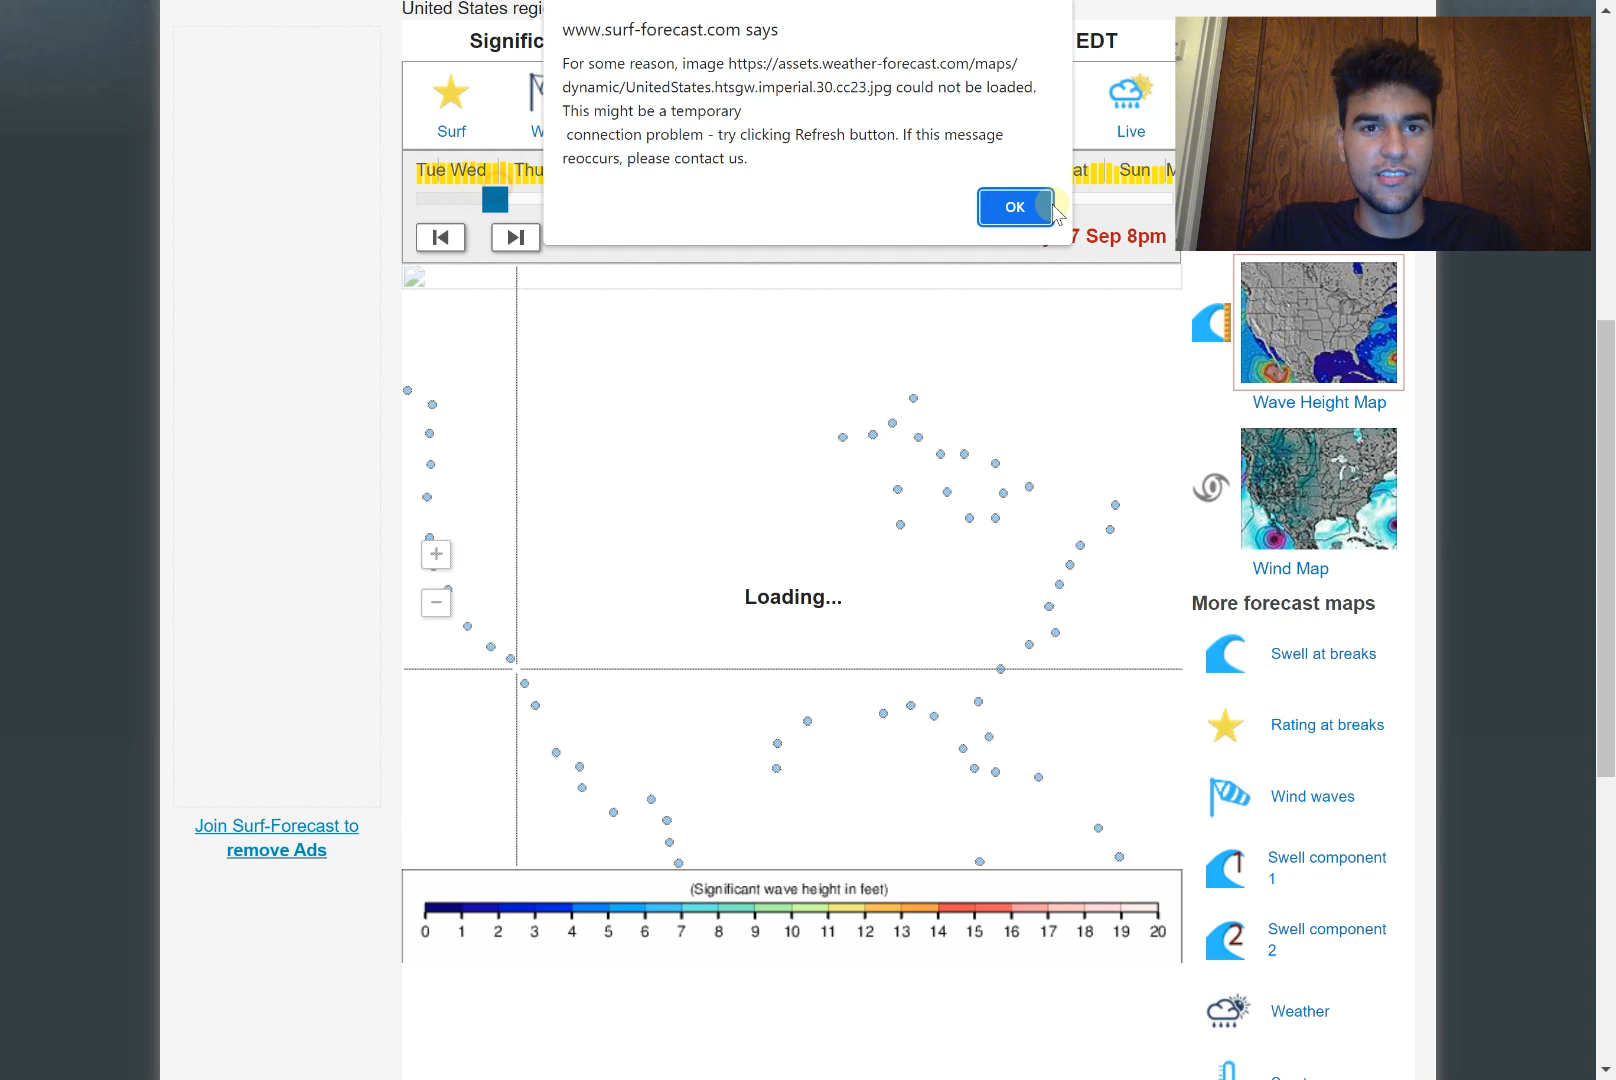 United States regi
www.surf-forecast.com says
Signific
EDT
For some reason, image https://assets.weather-forecast.com/maps/
dynamic/UnitedStates.htsgw.imperial.30.cc23.jpg could not be loaded.
This might be a temporary
connection problem - try clicking Refresh button. If this message
reoccurs, please contact us.
OK
Surf
W
Live
Tue Wed
Thu
at
Sun
M
7 Sep 8pm
Wave Height Map
Wind Map
More forecast maps
Loading...
Swell at breaks
Rating at breaks
Wind waves
Join Surf-Forecast to
remove Ads
1
Swell component
1
2
Swell component
2
Weather
(Significant wave height in feet)
0 1 2 3 4 5 6 7 8 9 10 11 12 13 14 15 16 17 18 19 20